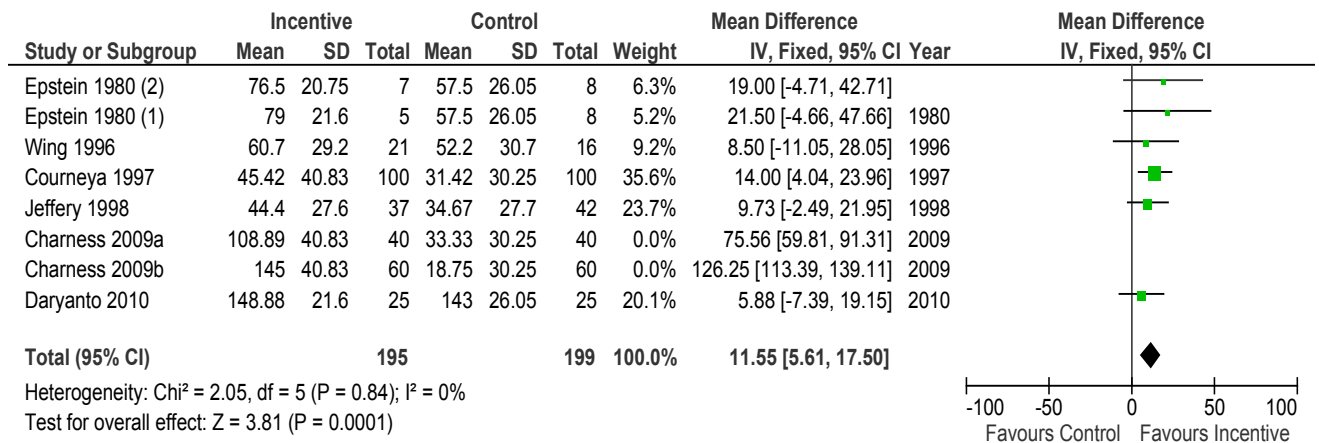 Incentive Control Mean Difference Mean Difference
Study or Subgroup Mean SD Total Mean SD Total Weight IV, Fixed, 95% CI Year IV, Fixed, 95% CI
Epstein 1980 (2) 76.5 20.75 7 57.5 26.05 8 6.3% 19.00 [-4.71, 42.71]
Epstein 1980 (1) 79 21.6 5 57.5 26.05 8 5.2% 21.50 [-4.66, 47.66] 1980
Wing 1996 60.7 29.2 21 52.2 30.7 16 9.2% 8.50 [-11.05, 28.05] 1996
Courneya 1997 45.42 40.83 100 31.42 30.25 100 35.6% 14.00 [4.04, 23.96] 1997
Jeffery 1998 44.4 27.6 37 34.67 27.7 42 23.7% 9.73 [-2.49, 21.95] 1998
Charness 2009a 108.89 40.83 40 33.33 30.25 40 0.0% 75.56 [59.81, 91.31] 2009
Charness 2009b 145 40.83 60 18.75 30.25 60 0.0% 126.25 [113.39, 139.11] 2009
Daryanto 2010 148.88 21.6 25 143 26.05 25 20.1% 5.88 [-7.39, 19.15] 2010
Total (95% CI) 195 199 100.0% 11.55 [5.61, 17.50]
Heterogeneity: Chi² = 2.05, df = 5 (P = 0.84); I² = 0%
Test for overall effect: Z = 3.81 (P = 0.0001)
-100 -50 0 50 100
Favours Control Favours Incentive